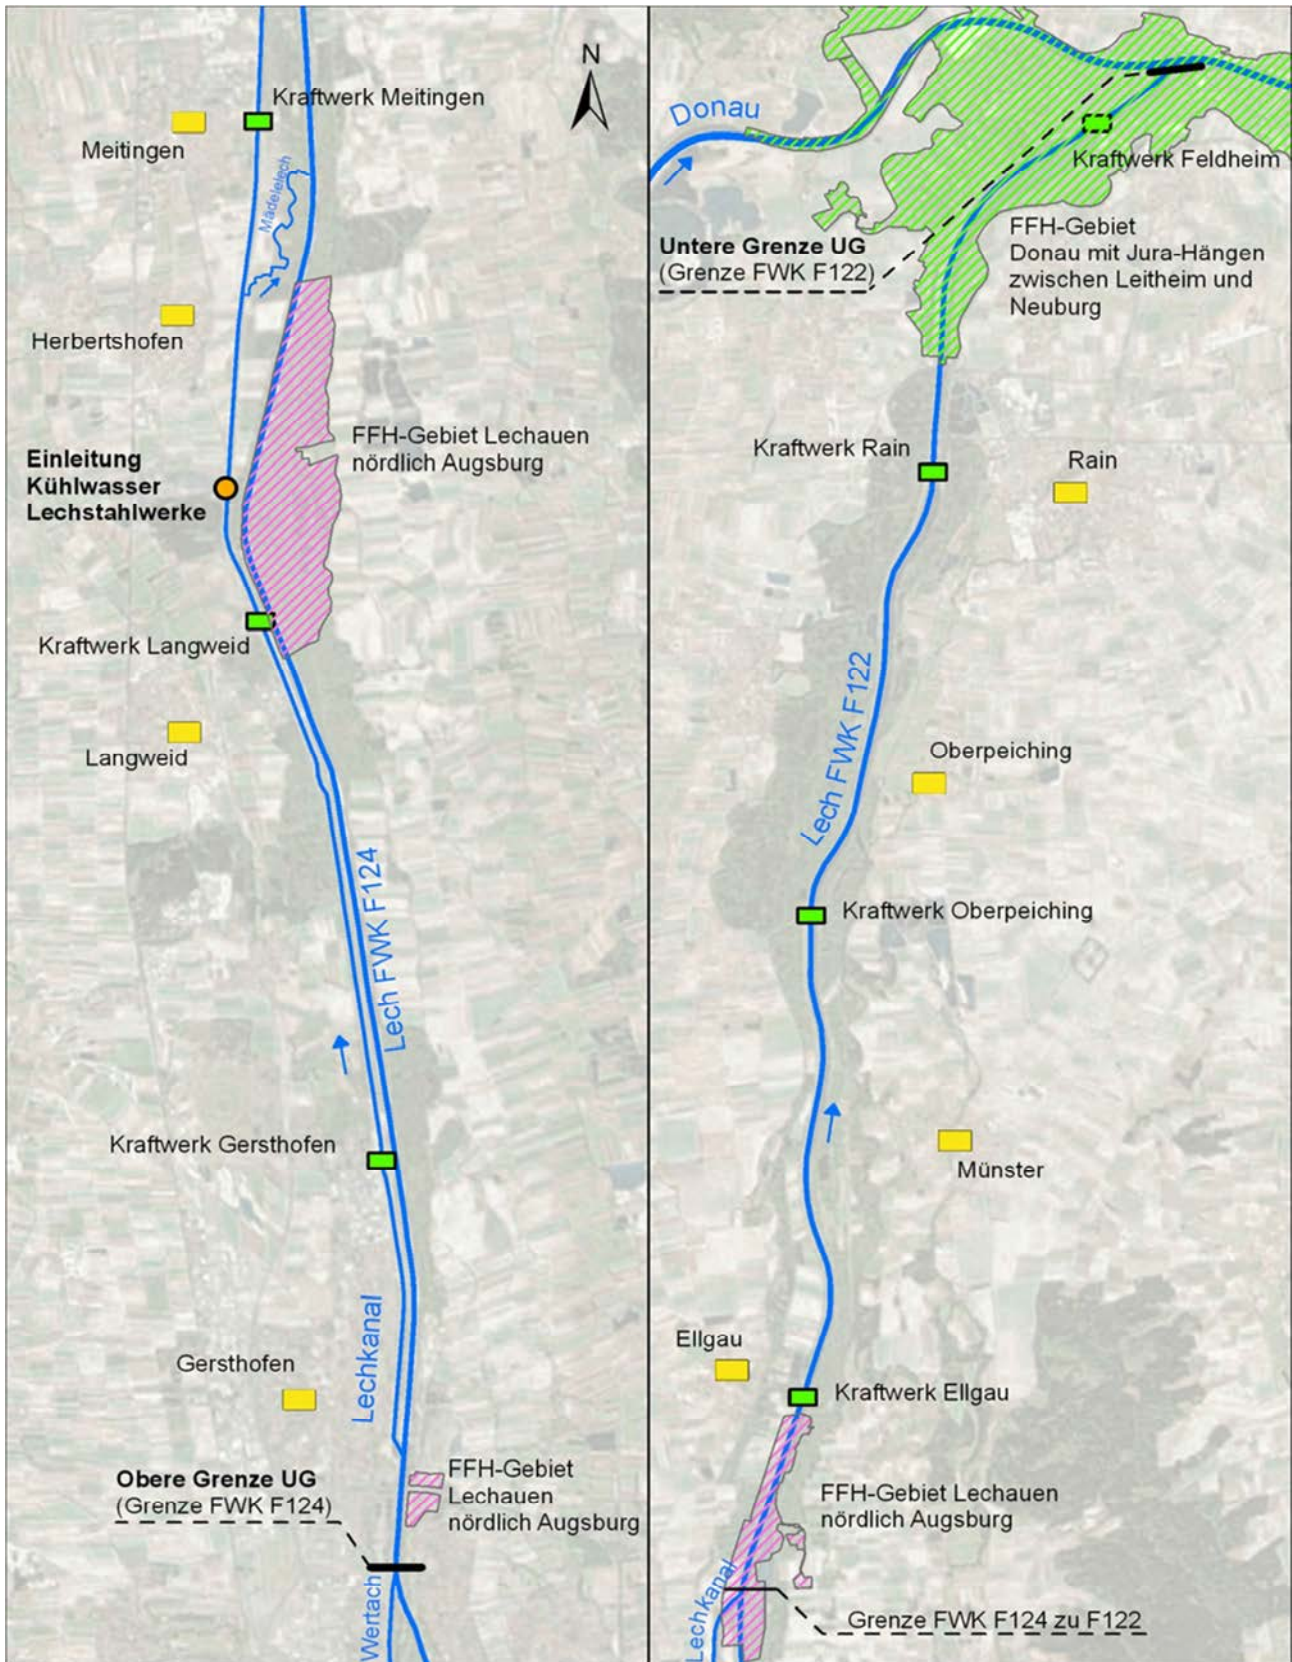 N
Kraftwerk Meitingen
Meitingen
Mädelelech
Herbertshofen
FFH-Gebiet Lechauen
nördlich Augsburg
Einleitung
Kühlwasser
Lechstahlwerke
Kraftwerk Langweid
Langweid
Lech FWK F124
Kraftwerk Gersthofen
Lechkanal
Gersthofen
FFH-Gebiet
Lechauen
nördlich Augsburg
Obere Grenze UG
(Grenze FWK F124)
Wertach
Donau
Kraftwerk Feldheim
Untere Grenze UG
(Grenze FWK F122)
FFH-Gebiet
Donau mit Jura-Hängen
zwischen Leitheim und
Neuburg
Kraftwerk Rain
Rain
Lech FWK F122
Oberpeiching
Kraftwerk Oberpeiching
Münster
Ellgau
Kraftwerk Ellgau
FFH-Gebiet Lechauen
nördlich Augsburg
Lechkanal
Grenze FWK F124 zu F122